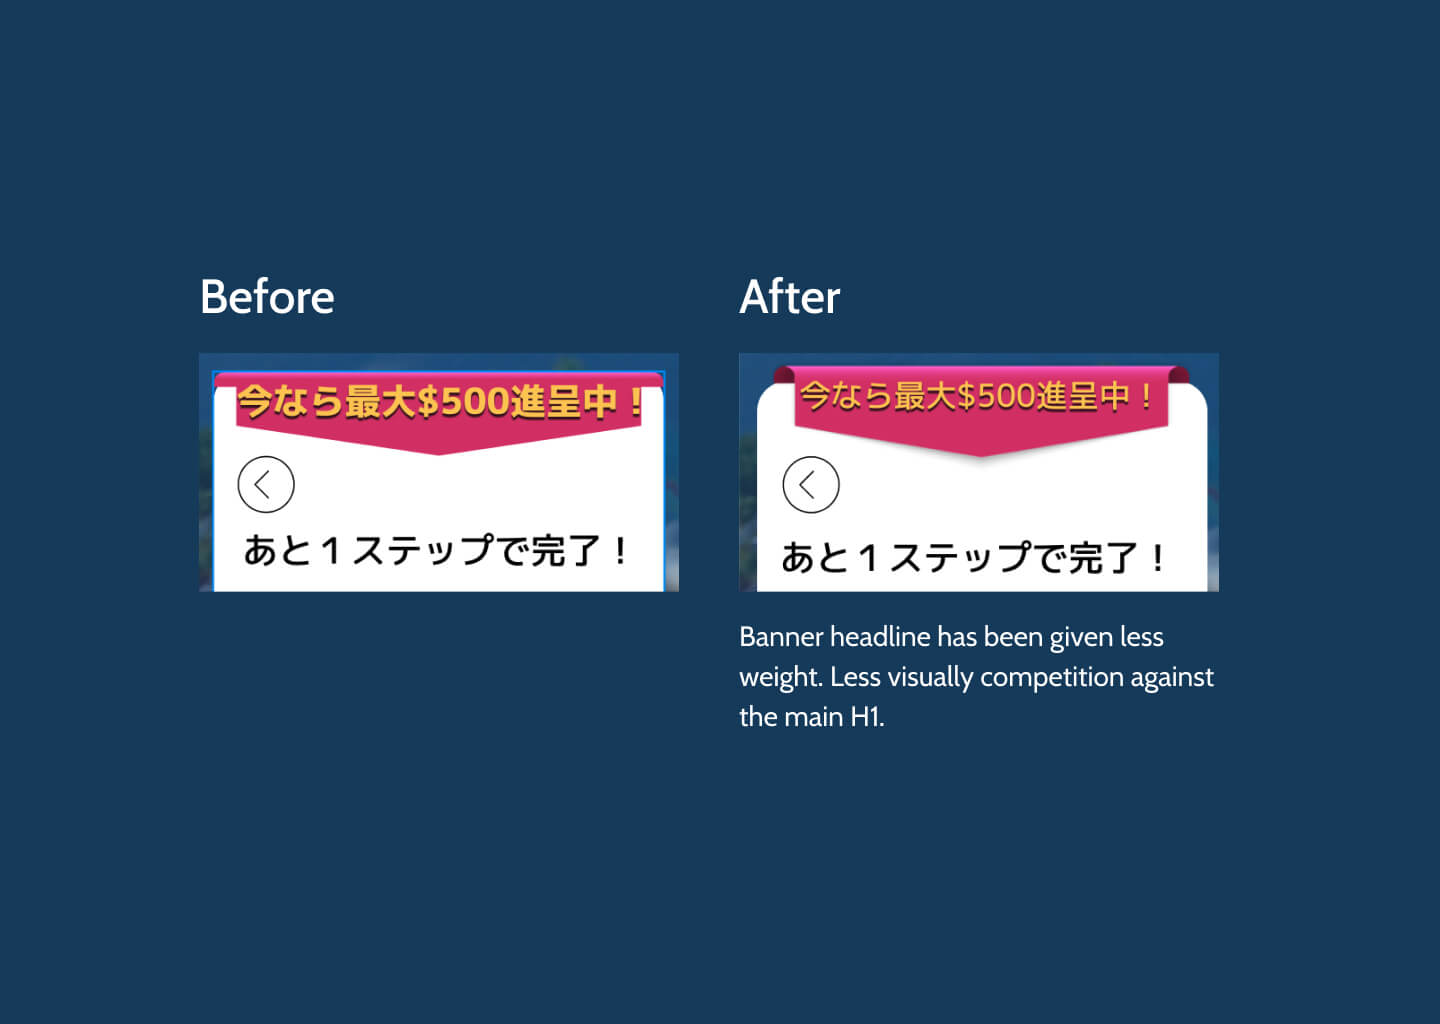 Before
今なら最大$500進呈中！
あと１ステップで完了！
After
今なら最大$500進呈中！
あと１ステップで完了！
Banner headline has been given less
weight. Less visually competition against
the main H1.